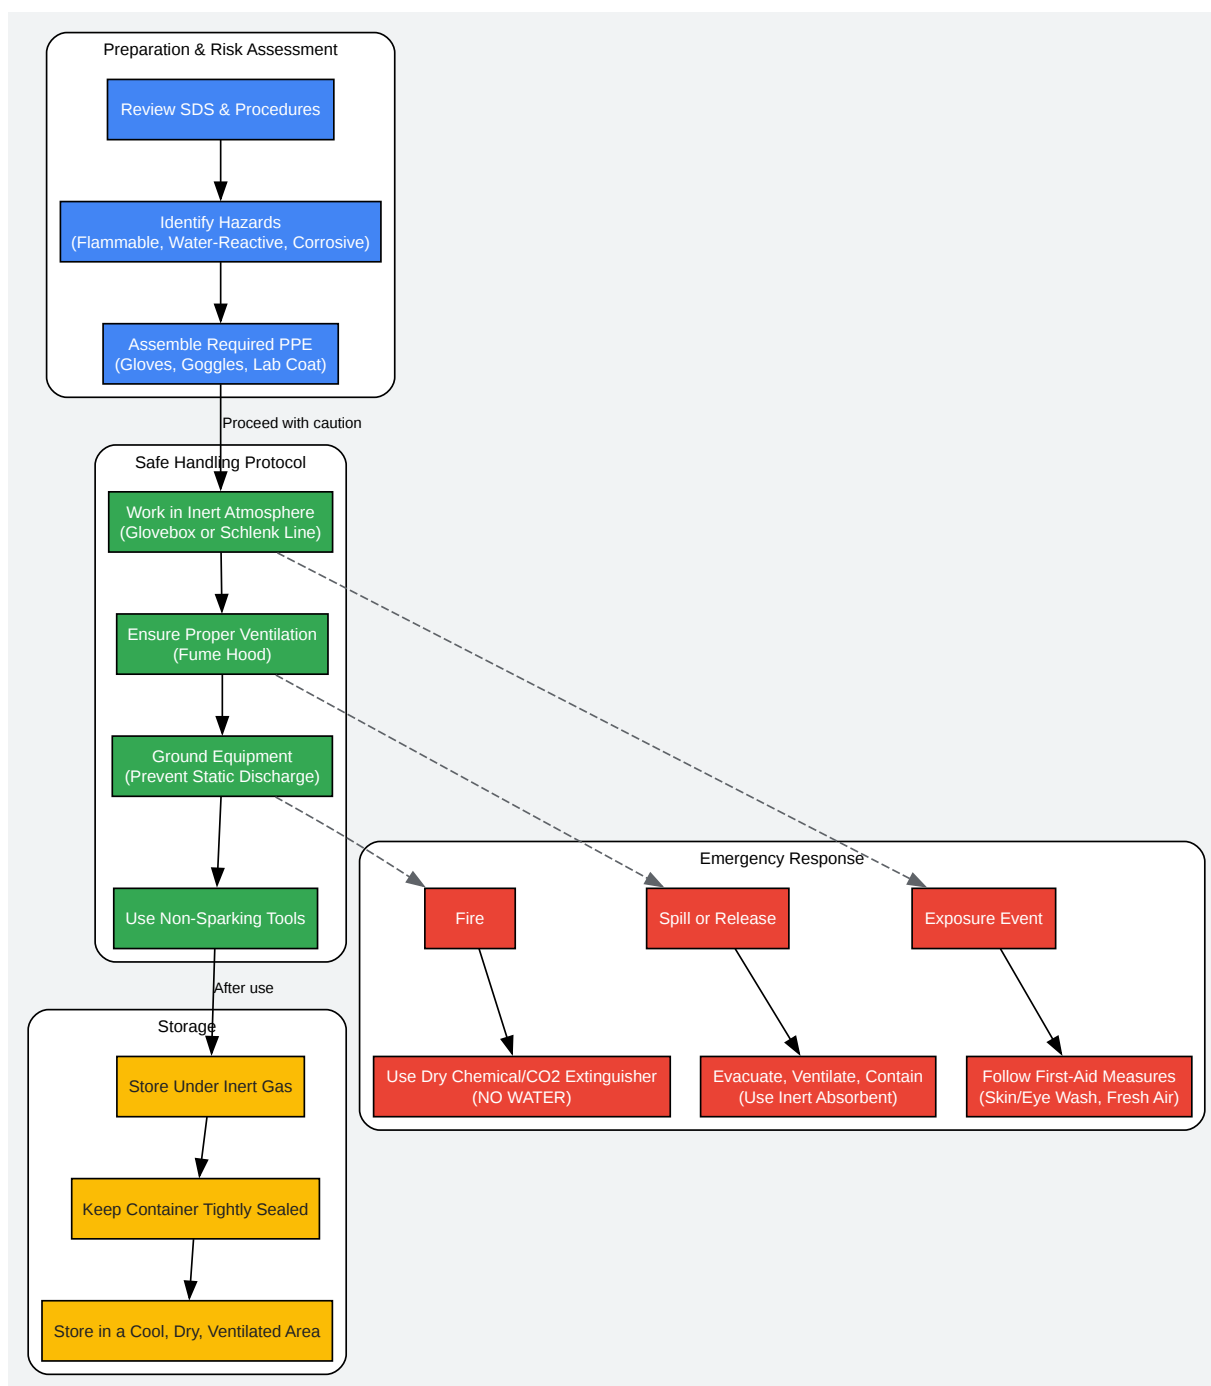 Preparation & Risk Assessment
Review SDS & Procedures
Identify Hazards
(Flammable, Water-Reactive, Corrosive)
Assemble Required PPE
(Gloves, Goggles, Lab Coat)
Proceed with caution
Safe Handling Protocol
Work in Inert Atmosphere
(Glovebox or Schlenk Line)
Ensure Proper Ventilation
(Fume Hood)
Ground Equipment
(Prevent Static Discharge)
Use Non-Sparking Tools
Emergency Response
Fire
Spill or Release
Exposure Event
Use Dry Chemical/CO2 Extinguisher
(NO WATER)
Evacuate, Ventilate, Contain
(Use Inert Absorbent)
Follow First-Aid Measures
(Skin/Eye Wash, Fresh Air)
After use
Storage
Store Under Inert Gas
Keep Container Tightly Sealed
Store in a Cool, Dry, Ventilated Area